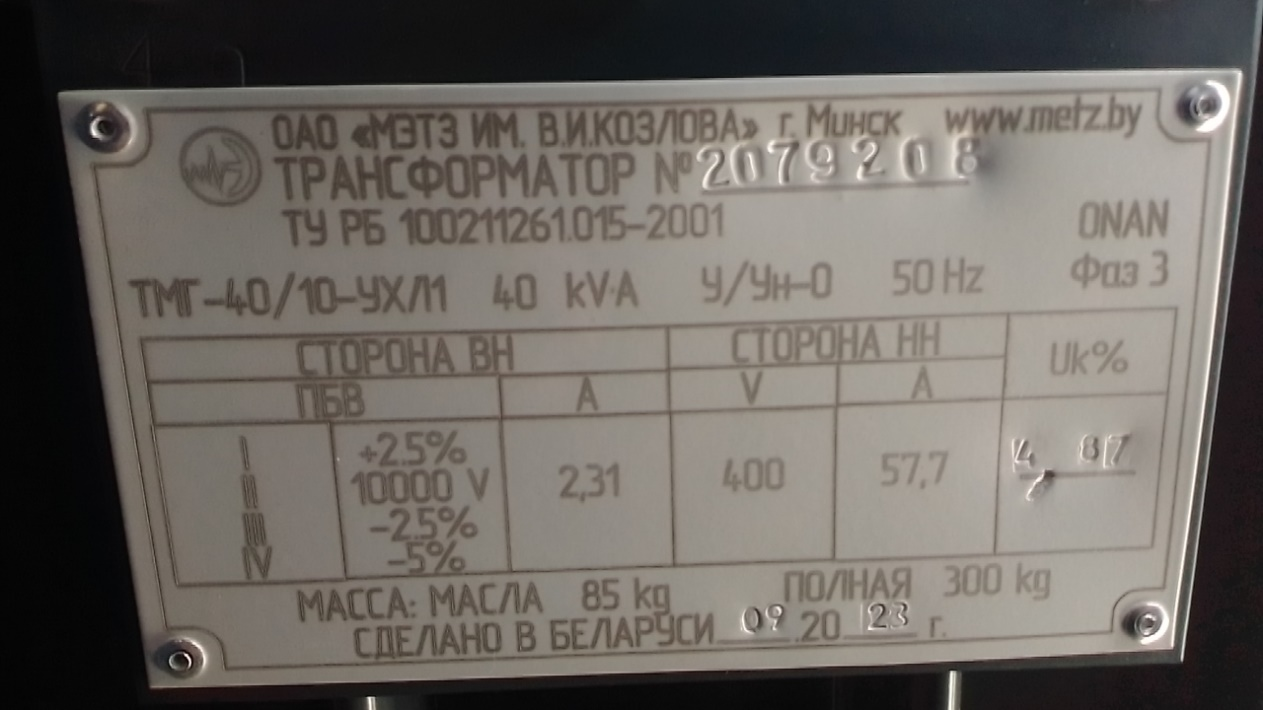 ОАО «МЭТЗ ИМ. В.И.КОЗЛОВА» г. Минск www.metz.by
ТРАНСФОРМАТОР № 2079208
ТУ РБ 100211261.015-2001 ONAN
ТМГ-40/10-УХЛ1 40 kV·A У/Ун-0 50 Hz Фаз 3
СТОРОНА ВН СТОРОНА НН Uk%
ПБВ А V А
I +2.5%
II 10000 V 2,31 400 57,7 4,87
III -2.5%
IV -5%
МАССА: МАСЛА 85 kg ПОЛНАЯ 300 kg
СДЕЛАНО В БЕЛАРУСИ 09.2023 г.